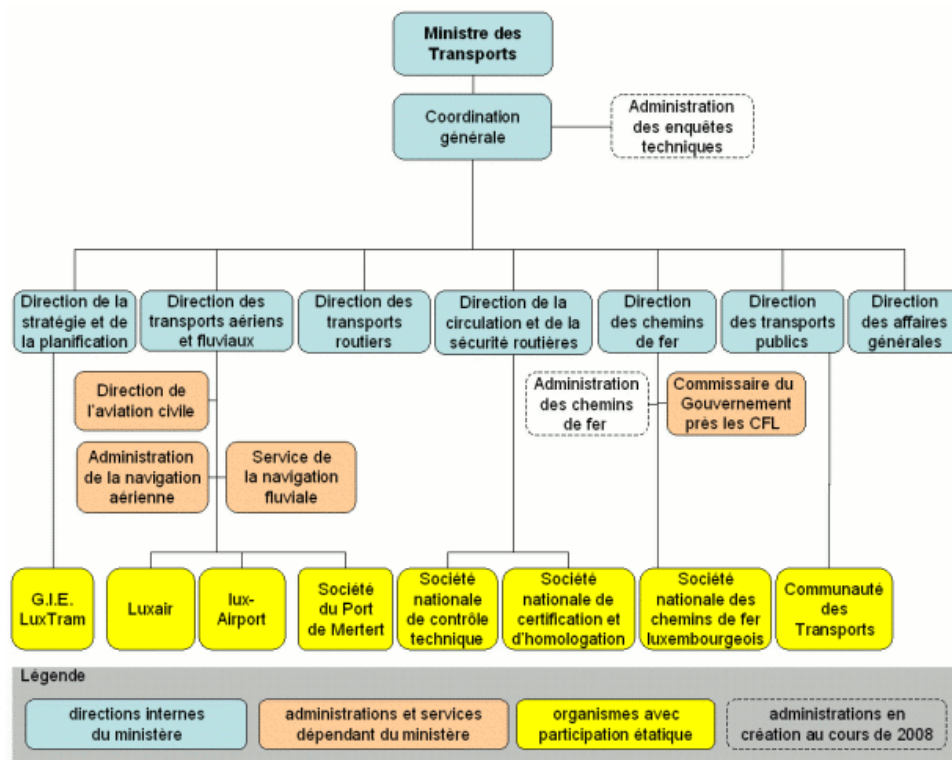 Ministre des
Transports
Coordination
générale
Administration
des enquêtes
techniques
Direction de la
stratégie et de
la planification
Direction des
transports aériens
et fluviaux
Direction des
transports
routiers
Direction de la
circulation et de la
sécurité routières
Direction
des chemins
de fer
Direction
des transports
publics
Direction
des affaires
générales
Direction de
l'aviation civile
Administration
des chemins
de fer
Commissaire du
Gouvernement
près les CFL
Administration
de la navigation
aérienne
Service de
la navigation
fluviale
G.I.E.
LuxTram
Luxair
lux-
Airport
Société
du Port
de Mertert
Société
nationale
de contrôle
technique
Société
nationale de
certification et
d'homologation
Société
nationale des
chemins de fer
luxembourgeois
Communauté
des
Transports
Légende
directions internes
du ministère
administrations et services
dépendant du ministère
organismes avec
participation étatique
administrations en
création au cours de 2008